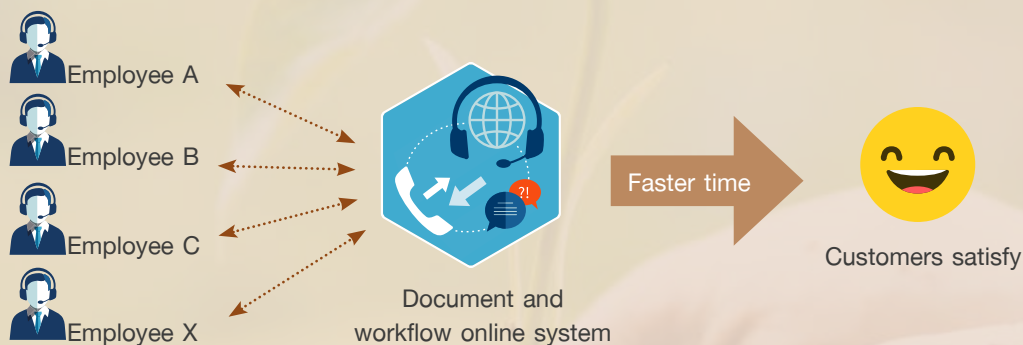 Employee A
Employee B
Employee C
Employee X
?!
Document and
workflow online system
Faster time
Customers satisfy